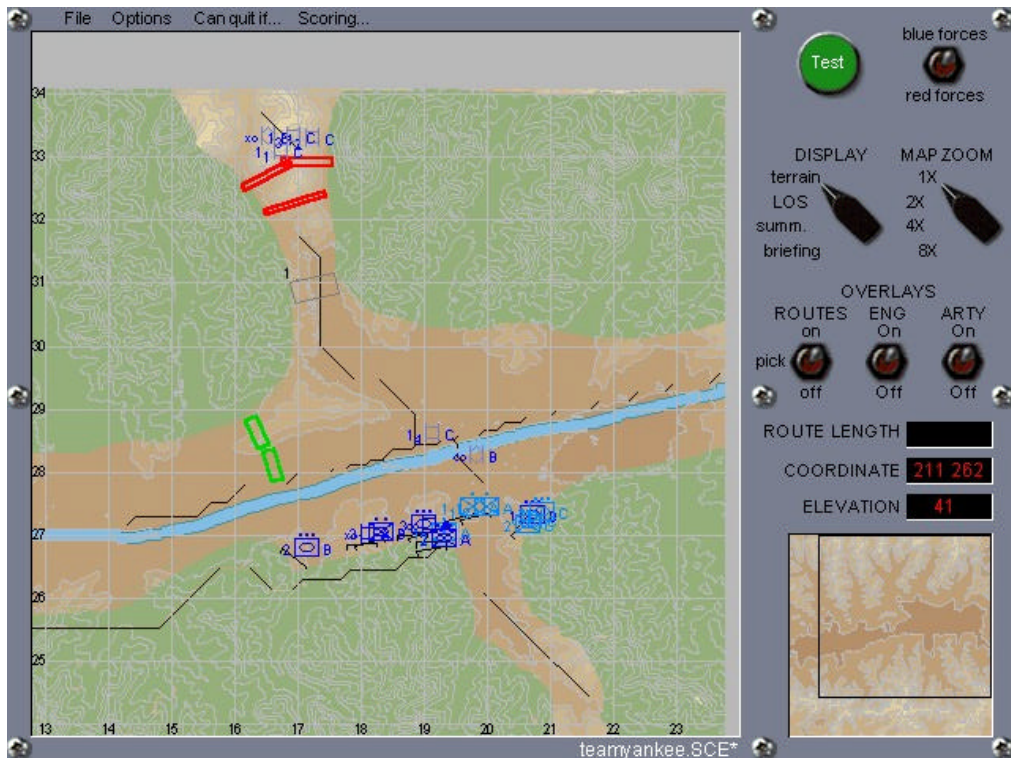 File Options Can quit if... Scoring...
blue forces
Test
red forces
DISPLAY MAP ZOOM
terrain 1X
LOS 2X
summ. 4X
briefing 8X
OVERLAYS
ROUTES ENG ARTY
on On On
pick
off Off Off
ROUTE LENGTH
COORDINATE 211 262
ELEVATION 41
34
33
32
31
1
30
29
28
27
26
25
13 14 15 16 17 18 19 20 21 22 23
C
B
2 B
A
teamyankee.SCE*